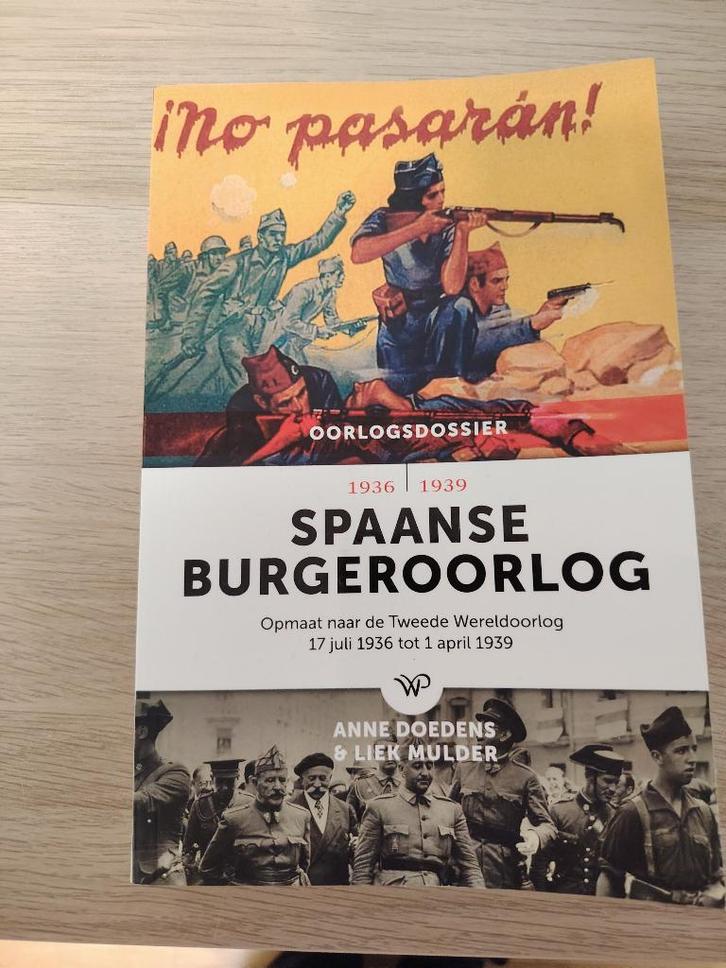 ¡No pasarán!
OORLOGSDOSSIER
1936 | 1939
SPAANSE
BURGEROORLOG
Opmaat naar de Tweede Wereldoorlog
17 juli 1936 tot 1 april 1939
WP
ANNE DOEDENS
& LIEK MULDER